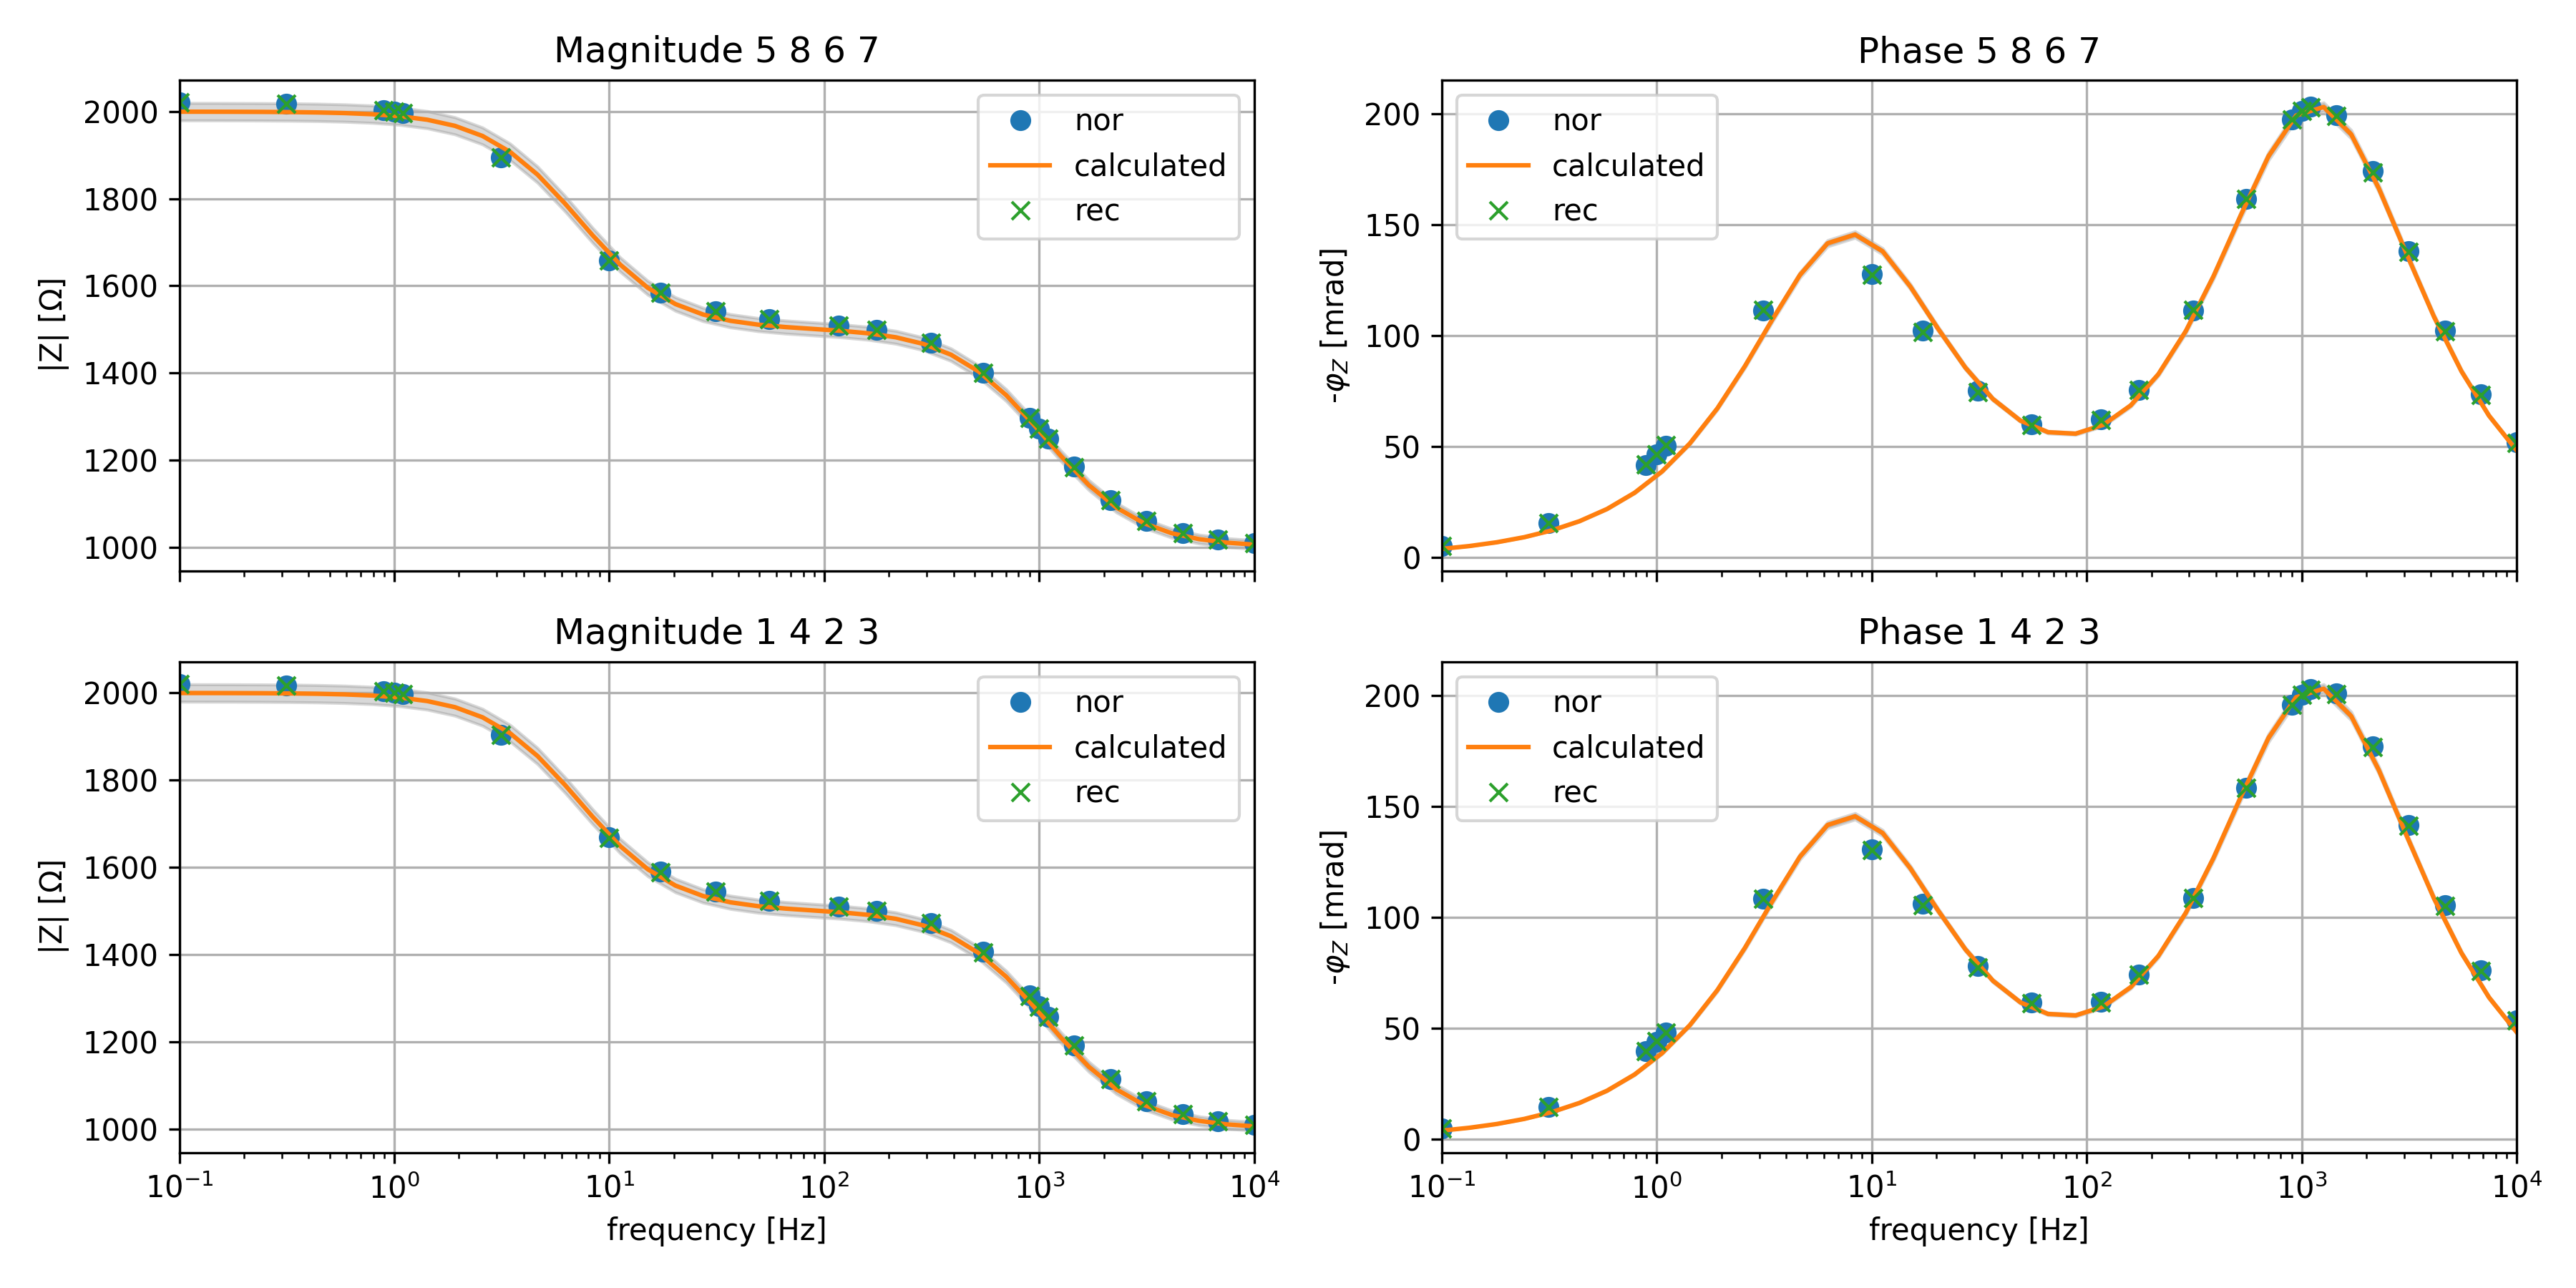 Magnitude 5 8 6 7
|Z| [Ω]
2000
1800
1600
1400
1200
1000
nor
calculated
rec
Phase 5 8 6 7
-φZ [mrad]
200
150
100
50
0
nor
calculated
rec
Magnitude 1 4 2 3
|Z| [Ω]
2000
1800
1600
1400
1200
1000
nor
calculated
rec
10⁻¹ 10⁰ 10¹ 10² 10³ 10⁴
frequency [Hz]
Phase 1 4 2 3
-φZ [mrad]
200
150
100
50
0
nor
calculated
rec
10⁻¹ 10⁰ 10¹ 10² 10³ 10⁴
frequency [Hz]